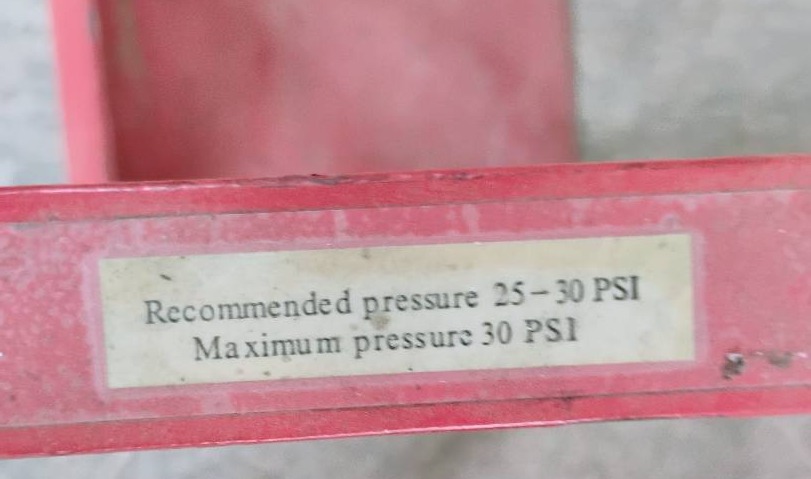 Recommended pressure 25-30 PSI
Maximum pressure 30 PSI